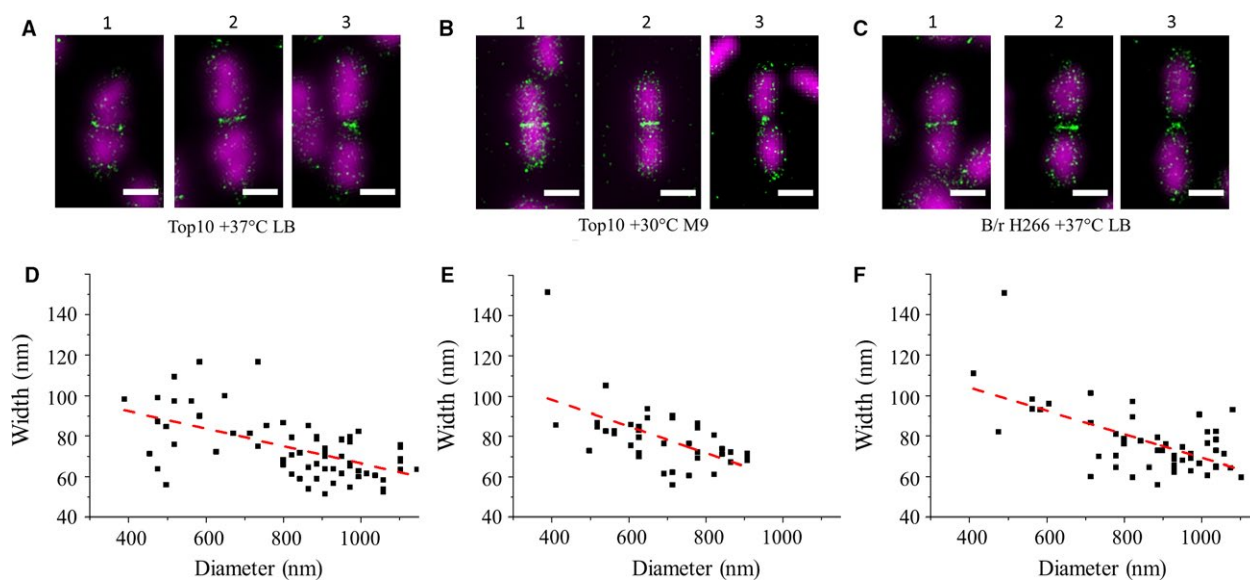 A 1 2 3
B 1 2 3
C 1 2 3
Top10 +37°C LB
Top10 +30°C M9
B/r H266 +37°C LB
D
Width (nm)
140
120
100
80
60
40
400 600 800 1000
Diameter (nm)
E
Width (nm)
140
120
100
80
60
40
400 600 800 1000
Diameter (nm)
F
Width (nm)
140
120
100
80
60
40
400 600 800 1000
Diameter (nm)